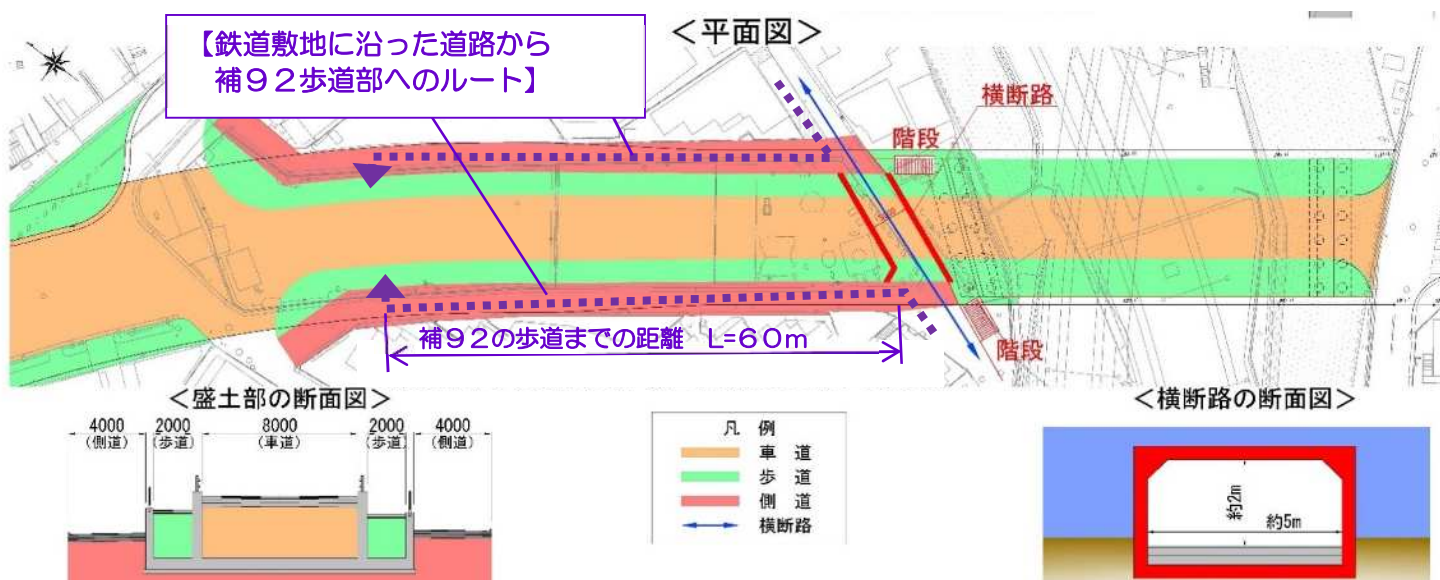 【鉄道敷地に沿った道路から
補９２歩道部へのルート】
＜平面図＞
横断路
階段
階段
補９２の歩道までの距離　L=６０ｍ
＜盛土部の断面図＞
4000 2000 8000 2000 4000
(側道) (歩道) (車道) (歩道) (側道)
凡　例
車　道
歩　道
側　道
横断路
＜横断路の断面図＞
約2m
約5m